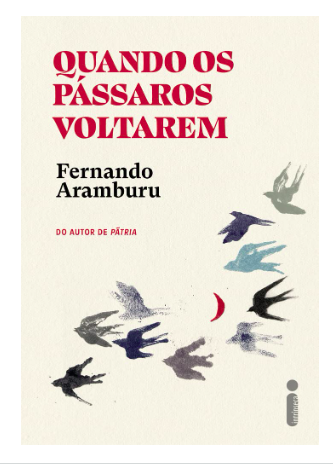 QUANDO OS
PÁSSAROS
VOLTAREM
Fernando
Aramburu
DO AUTOR DE PÁTRIA